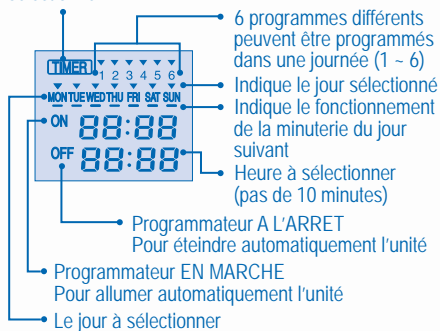 6 programmes différents
peuvent être programmés
dans une journée (1 ~ 6)
TIMER
1 2 3 4 5 6
Indique le jour sélectionné
MON TUE WED THU FRI SAT SUN
Indique le fonctionnement
de la minuterie du jour
suivant
ON 88:88
OFF 88:88
Heure à sélectionner
(pas de 10 minutes)
Programmateur A L'ARRET
Pour éteindre automatiquement l'unité
Programmateur EN MARCHE
Pour allumer automatiquement l'unité
Le jour à sélectionner